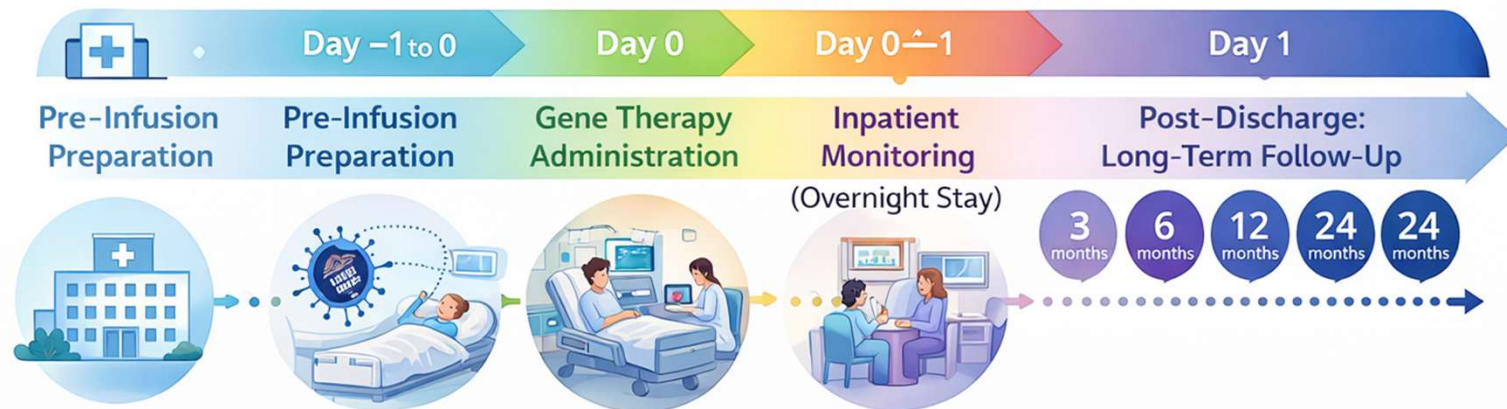 Day −1 to 0
Day 0
Day 0−1
Day 1
Pre-Infusion
Preparation
Pre-Infusion
Preparation
Gene Therapy
Administration
Inpatient
Monitoring
(Overnight Stay)
Post-Discharge:
Long-Term Follow-Up
3
months
6
months
12
months
24
months
24
months